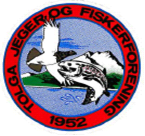 TOLGA JEGER OG FISKERFORENING
1952